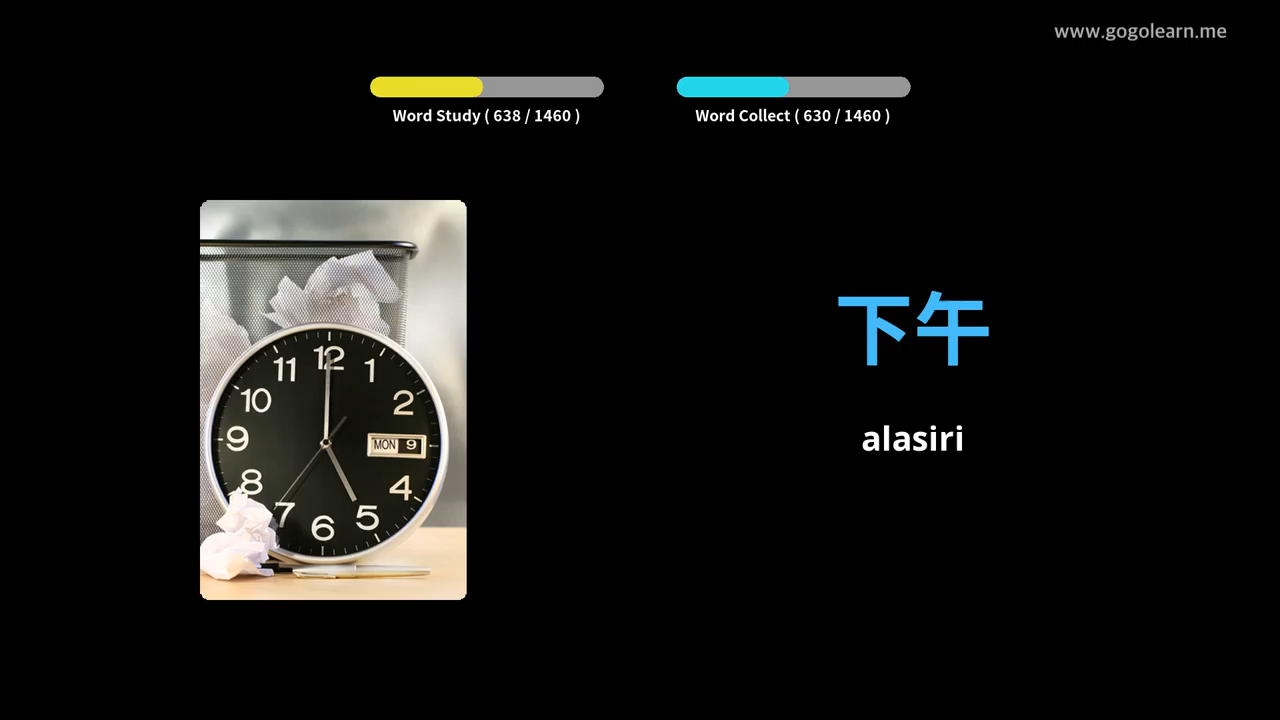 www.gogolearn.me
Word Study ( 638 / 1460 )
Word Collect ( 630 / 1460 )
12
11
1
10
2
9
MON 9
8
4
7
5
6
下午
alasiri